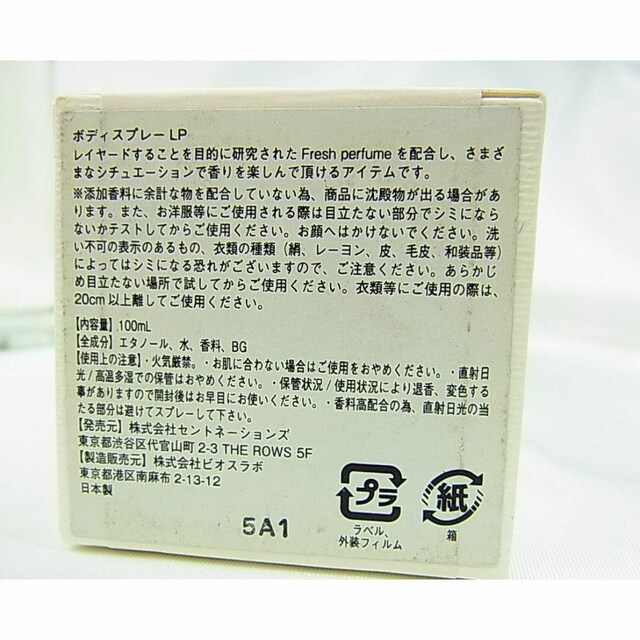 ボディスプレー LP
レイヤードすることを目的に研究された Fresh perfume を配合し、さまざ
まなシチュエーションで香りを楽しんで頂けるアイテムです。
※添加香料に余計な物を配合していない為、商品に沈殿物が出る場合があ
ります。また、お洋服等にご使用される際は目立たない部分でシミになら
ないかテストしてからご使用ください。お顔へはかけないでください。洗
い不可の表示のあるもの、衣類の種類（絹、レーヨン、皮、毛皮、和装品等）
によってはシミになる恐れがございますので、ご注意ください。あらかじ
め目立たない場所で試してからご使用ください。衣類等にご使用の際は、
20cm 以上離してご使用ください。
【内容量】100mL
【全成分】エタノール、水、香料、BG
【使用上の注意】・火気厳禁。・お肌に合わない場合はご使用をおやめください。・直射日
光 / 高温多湿での保管はおやめください。・保管状況 / 使用状況により退香、変色する
事がありますので開封後はお早目にお使いください。・香料高配合の為、直射日光の当
たる部分は避けてスプレーして下さい。
【発売元】株式会社セントネーションズ
東京都渋谷区代官山町 2-3 THE ROWS 5F
【製造販売元】株式会社ビオスラボ
東京都港区南麻布 2-13-12
日本製
5A1
プラ
ラベル、
外装フィルム
紙
箱